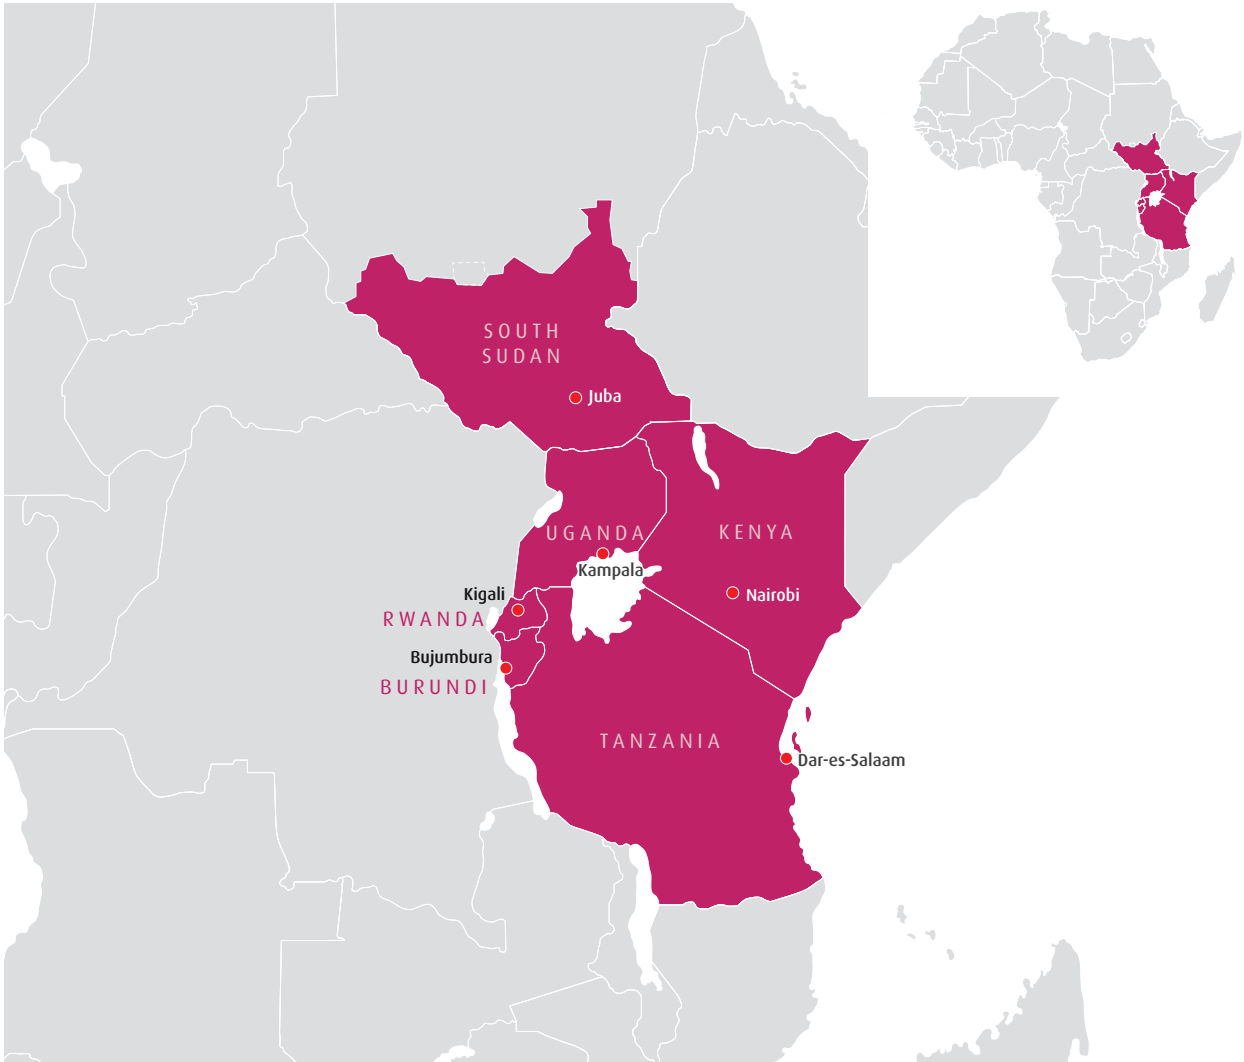 SOUTH
SUDAN
Juba
UGANDA
KENYA
Kampala
Kigali
Nairobi
RWANDA
Bujumbura
BURUNDI
TANZANIA
Dar-es-Salaam